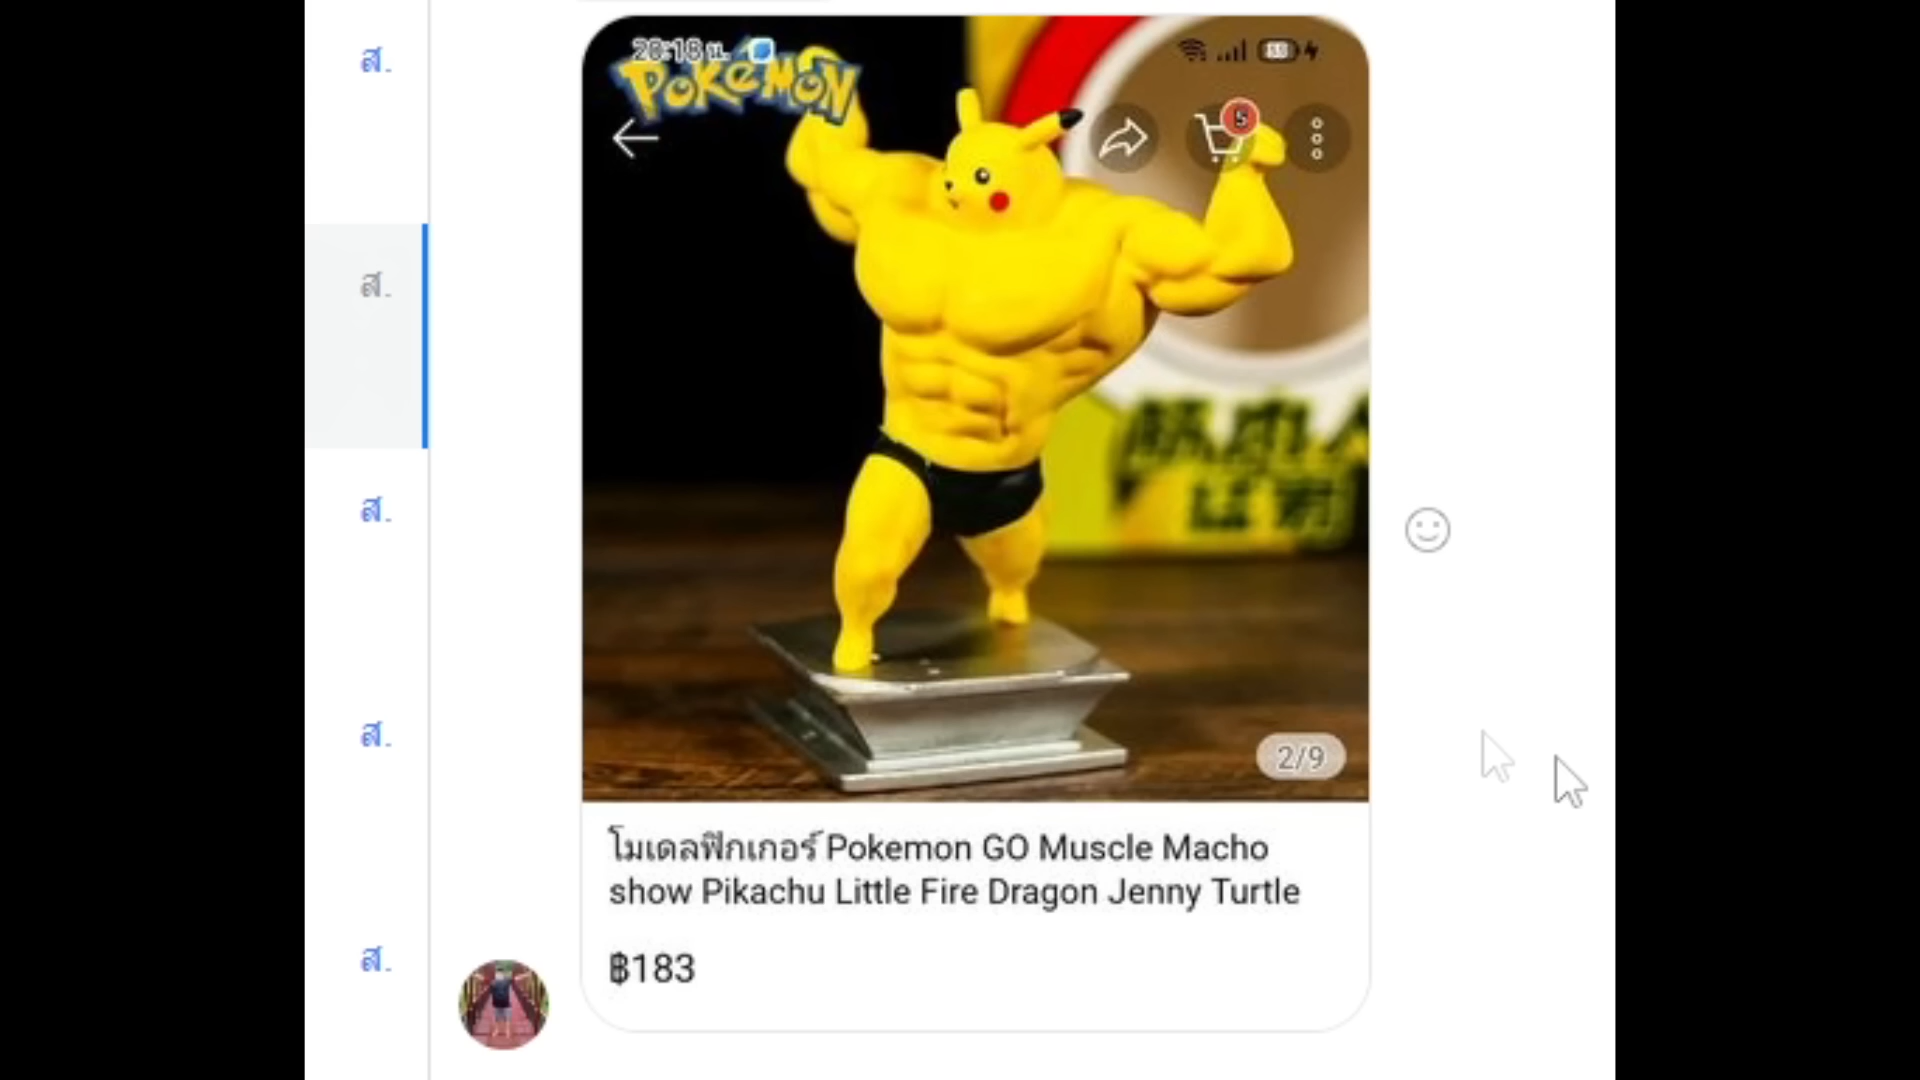 ส.
ส.
ส.
ส.
ส.
20:18 น.
POKéMON
5
2/9
โมเดลฟิกเกอร์ Pokemon GO Muscle Macho
show Pikachu Little Fire Dragon Jenny Turtle
฿183